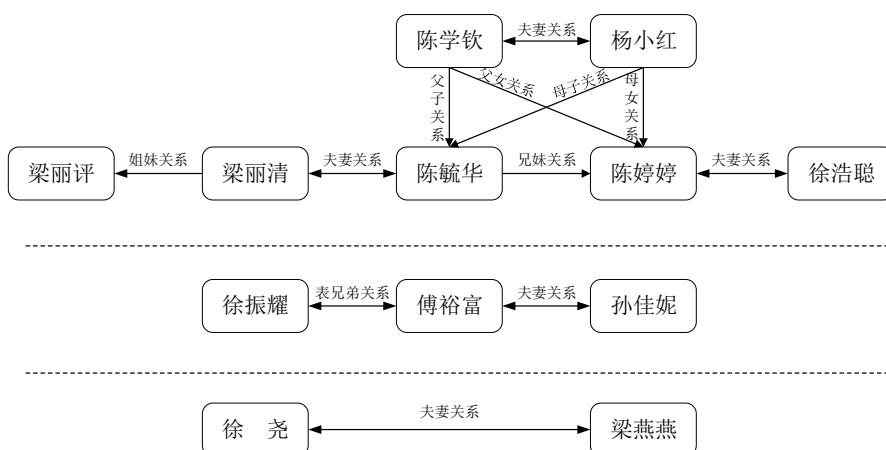 夫妻关系
陈学钦 杨小红
父子关系 父女关系 母子关系 母女关系
姐妹关系 夫妻关系 兄妹关系 夫妻关系
梁丽评 梁丽清 陈毓华 陈婷婷 徐浩聪
表兄弟关系 夫妻关系
徐振耀 傅裕富 孙佳妮
夫妻关系
徐 尧 梁燕燕